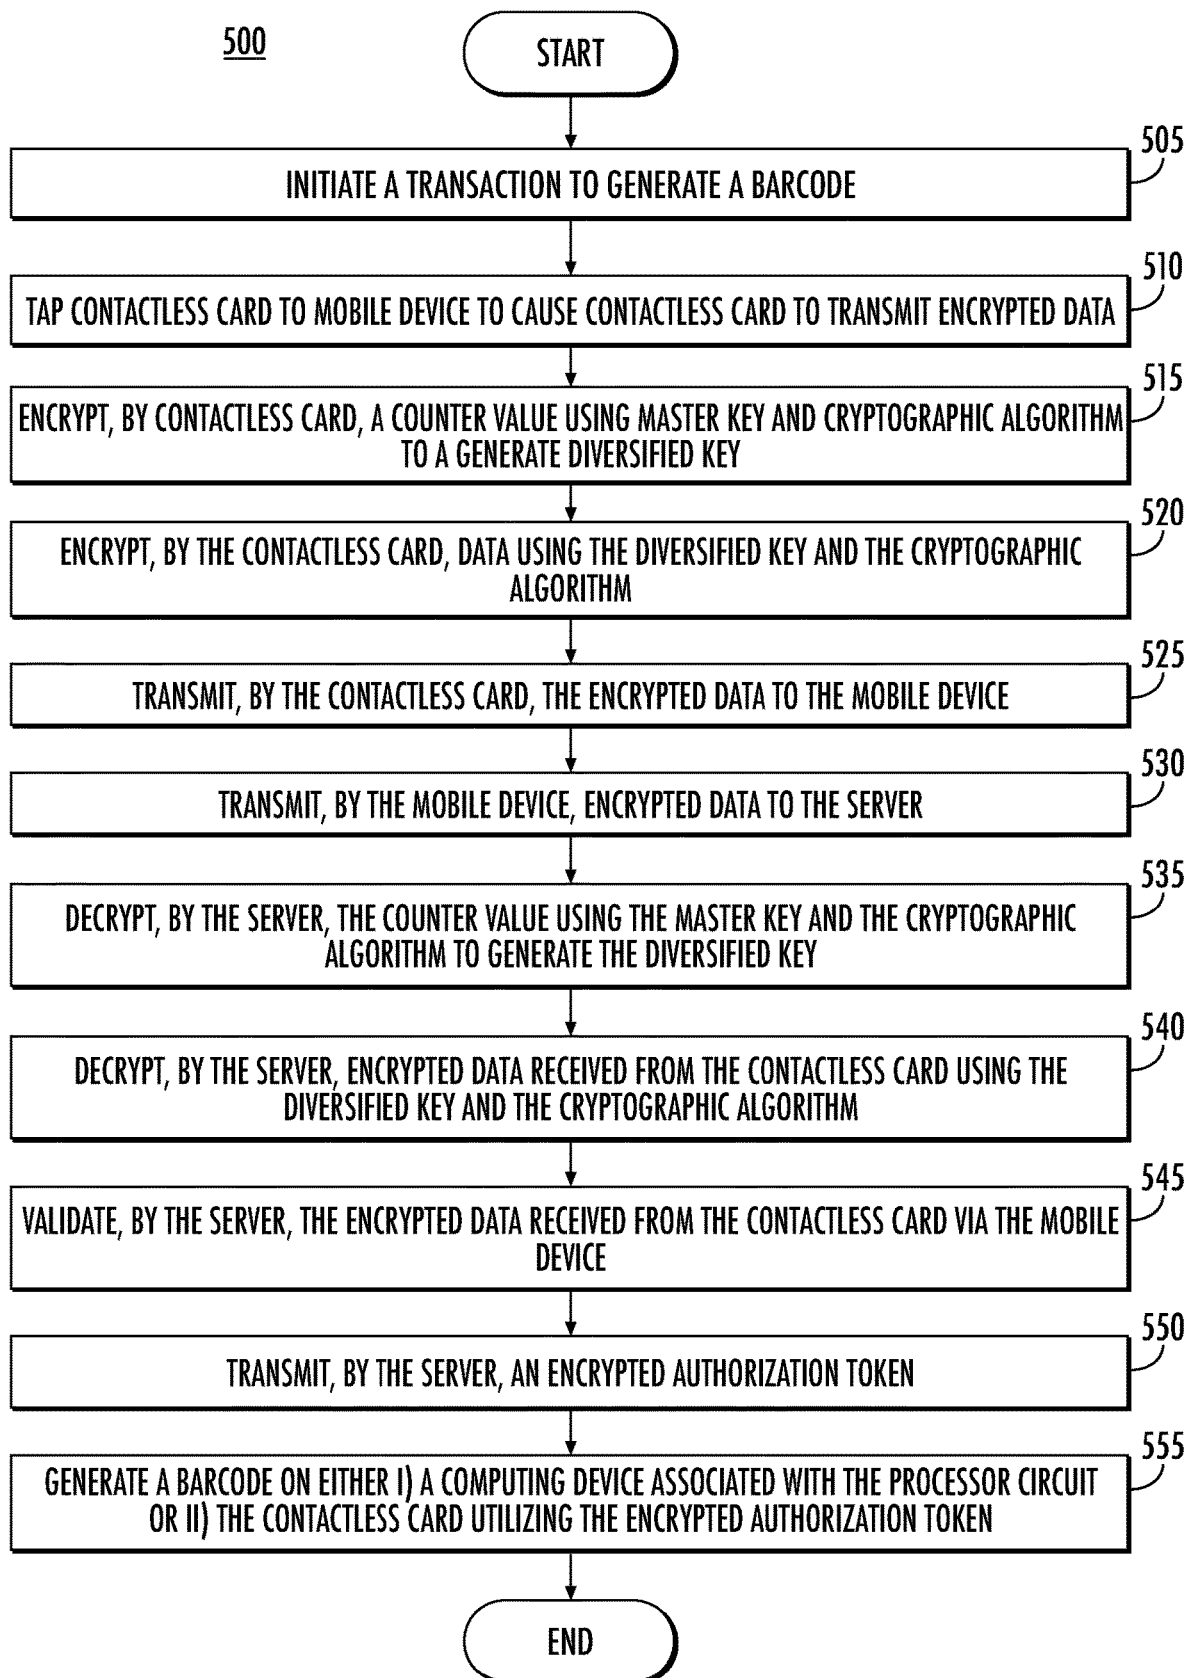 500
START
505
INITIATE A TRANSACTION TO GENERATE A BARCODE
510
TAP CONTACTLESS CARD TO MOBILE DEVICE TO CAUSE CONTACTLESS CARD TO TRANSMIT ENCRYPTED DATA
515
ENCRYPT, BY CONTACTLESS CARD, A COUNTER VALUE USING MASTER KEY AND CRYPTOGRAPHIC ALGORITHM
TO A GENERATE DIVERSIFIED KEY
520
ENCRYPT, BY THE CONTACTLESS CARD, DATA USING THE DIVERSIFIED KEY AND THE CRYPTOGRAPHIC
ALGORITHM
525
TRANSMIT, BY THE CONTACTLESS CARD, THE ENCRYPTED DATA TO THE MOBILE DEVICE
530
TRANSMIT, BY THE MOBILE DEVICE, ENCRYPTED DATA TO THE SERVER
535
DECRYPT, BY THE SERVER, THE COUNTER VALUE USING THE MASTER KEY AND THE CRYPTOGRAPHIC
ALGORITHM TO GENERATE THE DIVERSIFIED KEY
540
DECRYPT, BY THE SERVER, ENCRYPTED DATA RECEIVED FROM THE CONTACTLESS CARD USING THE
DIVERSIFIED KEY AND THE CRYPTOGRAPHIC ALGORITHM
545
VALIDATE, BY THE SERVER, THE ENCRYPTED DATA RECEIVED FROM THE CONTACTLESS CARD VIA THE MOBILE
DEVICE
550
TRANSMIT, BY THE SERVER, AN ENCRYPTED AUTHORIZATION TOKEN
555
GENERATE A BARCODE ON EITHER I) A COMPUTING DEVICE ASSOCIATED WITH THE PROCESSOR CIRCUIT
OR II) THE CONTACTLESS CARD UTILIZING THE ENCRYPTED AUTHORIZATION TOKEN
END